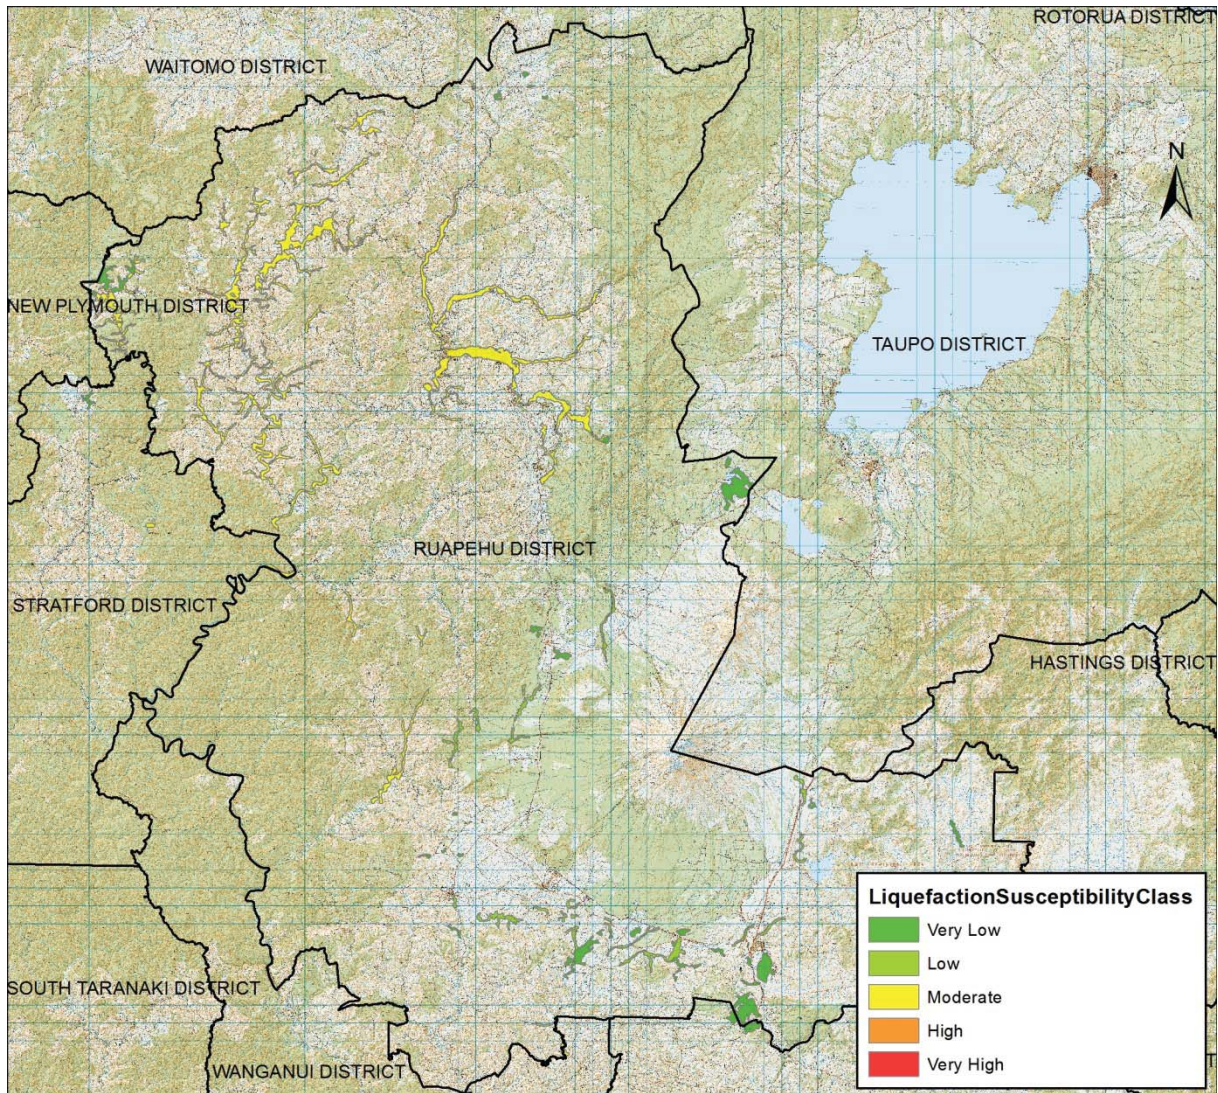 ROTORUA DISTRICT
WAITOMO DISTRICT
N
NEW PLYMOUTH DISTRICT
TAUPO DISTRICT
RUAPEHU DISTRICT
STRATFORD DISTRICT
HASTINGS DISTRICT
LiquefactionSusceptibilityClass
Very Low
Low
Moderate
High
Very High
SOUTH TARANAKI DISTRICT
WANGANUI DISTRICT